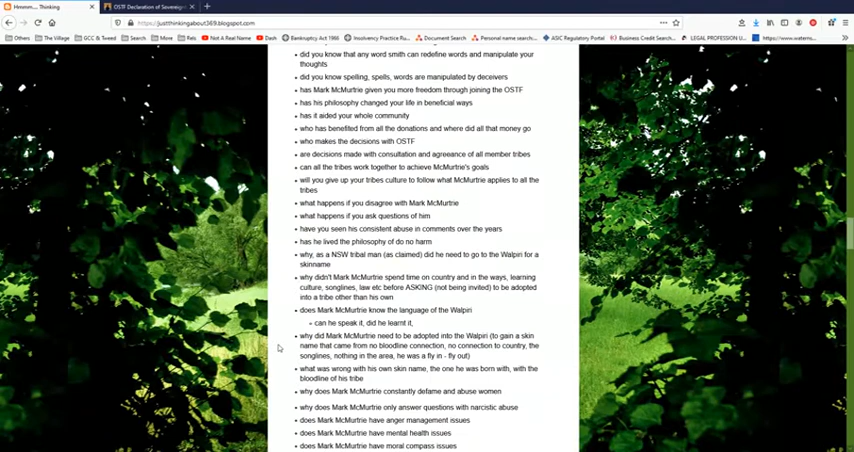 Hmmm..... Thinking
OSTF Declaration of Sovereign
https://justthinkingabout369.blogspot.com
Others
The Village
GCC & Tweed
Search
More
Rels
Not A Real Name
Dash
Bankruptcy Act 1966
Insolvency Practice Ru...
Document Search
Personal name search...
ASIC Regulatory Portal
Business Credit Search...
LEGAL PROFESSION U...
https://www.waterns...
• did you know that any word smith can redefine words and manipulate your
thoughts
• did you know spelling, spells, words are manipulated by deceivers
• has Mark McMurtrie given you more freedom through joining the OSTF
• has his philosophy changed your life in beneficial ways
• has it aided your whole community
• who has benefited from all the donations and where did all that money go
• who makes the decisions with OSTF
• are decisions made with consultation and agreeance of all member tribes
• can all the tribes work together to achieve McMurtrie's goals
• will you give up your tribes culture to follow what McMurtrie applies to all the
tribes
• what happens if you disagree with Mark McMurtrie
• what happens if you ask questions of him
• have you seen his consistent abuse in comments over the years
• has he lived the philosophy of do no harm
• why, as a NSW tribal man (as claimed) did he need to go to the Walpiri for a
skinname
• why didn't Mark McMurtrie spend time on country and in the ways, learning
culture, songlines, law etc before ASKING (not being invited) to be adopted
into a tribe other than his own
• does Mark McMurtrie know the language of the Walpiri
can he speak it, did he learnt it,
• why did Mark McMurtrie need to be adopted into the Walpiri (to gain a skin
name that came from no bloodline connection, no connection to country, the
songlines, nothing in the area, he was a fly in - fly out)
• what was wrong with his own skin name, the one he was born with, with the
bloodline of his tribe
• why does Mark McMurtrie constantly defame and abuse women
• why does Mark McMurtrie only answer questions with narcistic abuse
• does Mark McMurtrie have anger management issues
• does Mark McMurtrie have mental health issues
• does Mark McMurtrie have moral compass issues